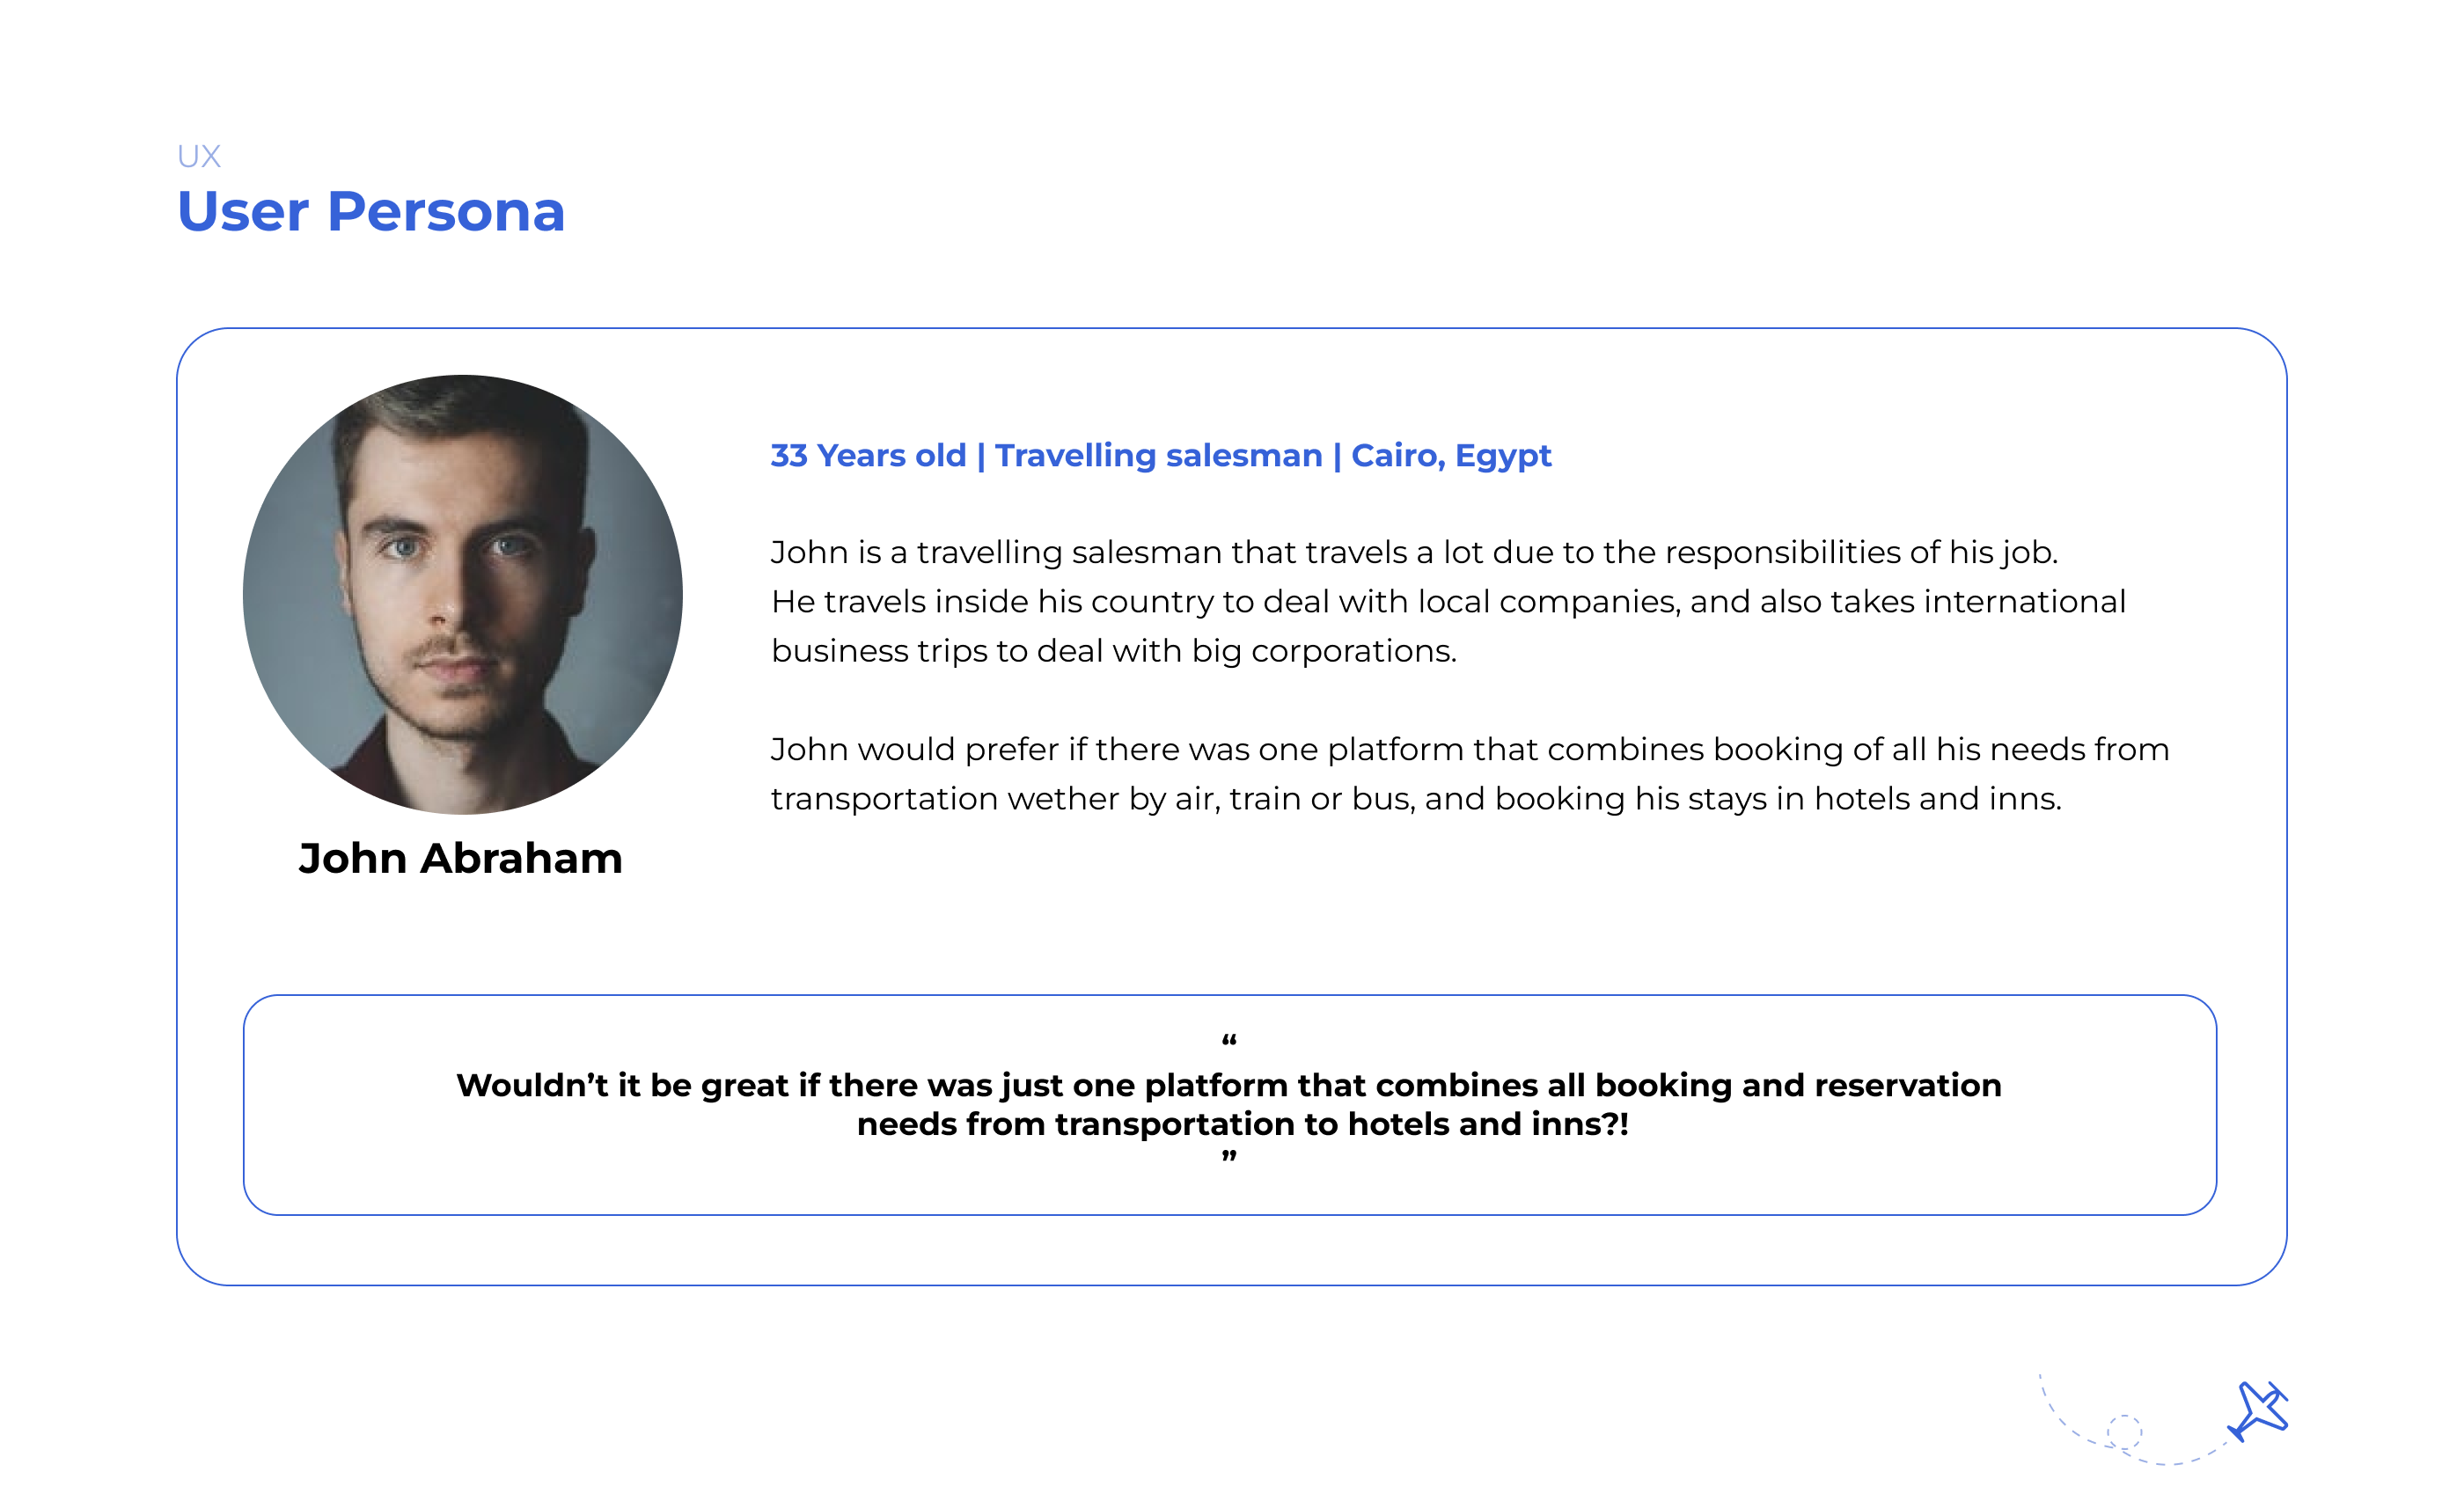 UX
User Persona
33 Years old | Travelling salesman | Cairo, Egypt
John is a travelling salesman that travels a lot due to the responsibilities of his job.
He travels inside his country to deal with local companies, and also takes international
business trips to deal with big corporations.
John would prefer if there was one platform that combines booking of all his needs from
transportation wether by air, train or bus, and booking his stays in hotels and inns.
John Abraham
“
Wouldn’t it be great if there was just one platform that combines all booking and reservation
needs from transportation to hotels and inns?!
”